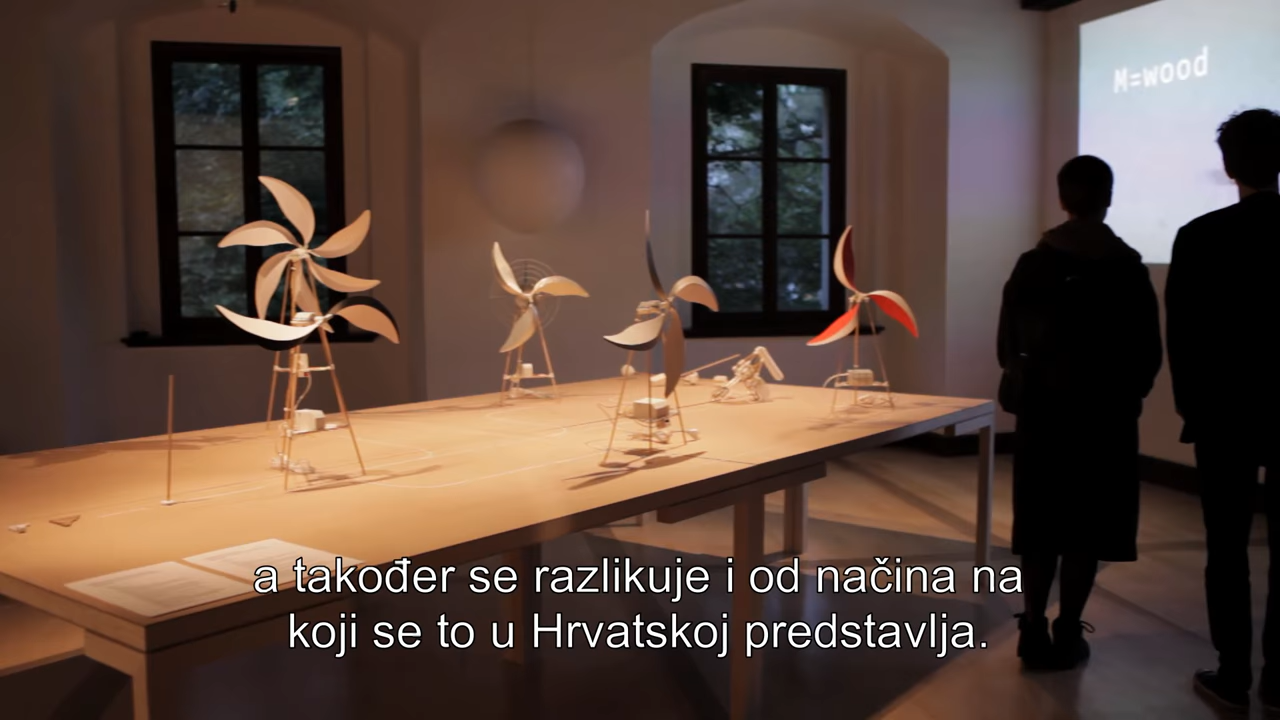 M=wood
a također se razlikuje i od načina na
koji se to u Hrvatskoj predstavlja.